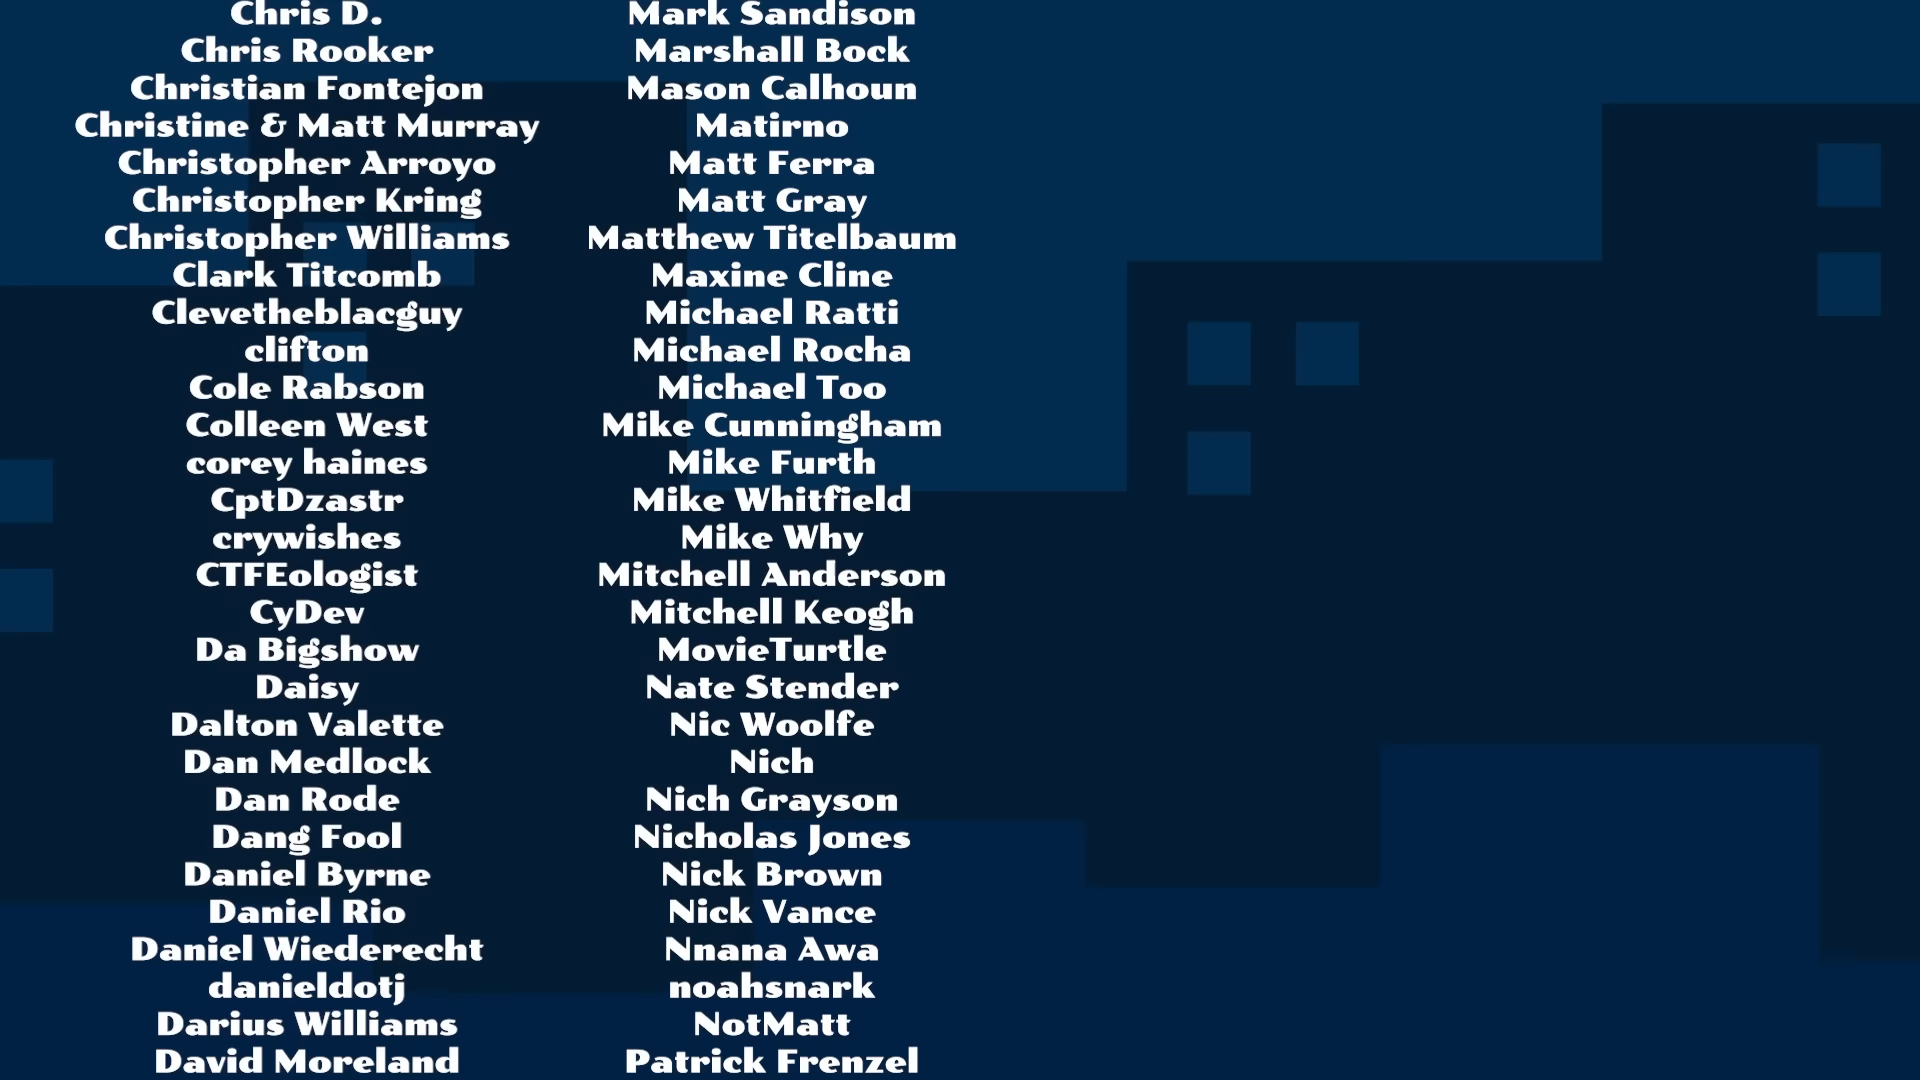 Chris D.
Chris Rooker
Christian Fontejon
Christine & Matt Murray
Christopher Arroyo
Christopher Kring
Christopher Williams
Clark Titcomb
Clevetheblacguy
clifton
Cole Rabson
Colleen West
corey haines
CptDzastr
crywishes
CTFEologist
CyDev
Da Bigshow
Daisy
Dalton Valette
Dan Medlock
Dan Rode
Dang Fool
Daniel Byrne
Daniel Rio
Daniel Wiederecht
danieldotj
Darius Williams
David Moreland
Mark Sandison
Marshall Bock
Mason Calhoun
Matirno
Matt Ferra
Matt Gray
Matthew Titelbaum
Maxine Cline
Michael Ratti
Michael Rocha
Michael Too
Mike Cunningham
Mike Furth
Mike Whitfield
Mike Why
Mitchell Anderson
Mitchell Keogh
MovieTurtle
Nate Stender
Nic Woolfe
Nich
Nich Grayson
Nicholas Jones
Nick Brown
Nick Vance
Nnana Awa
noahsnark
NotMatt
Patrick Frenzel